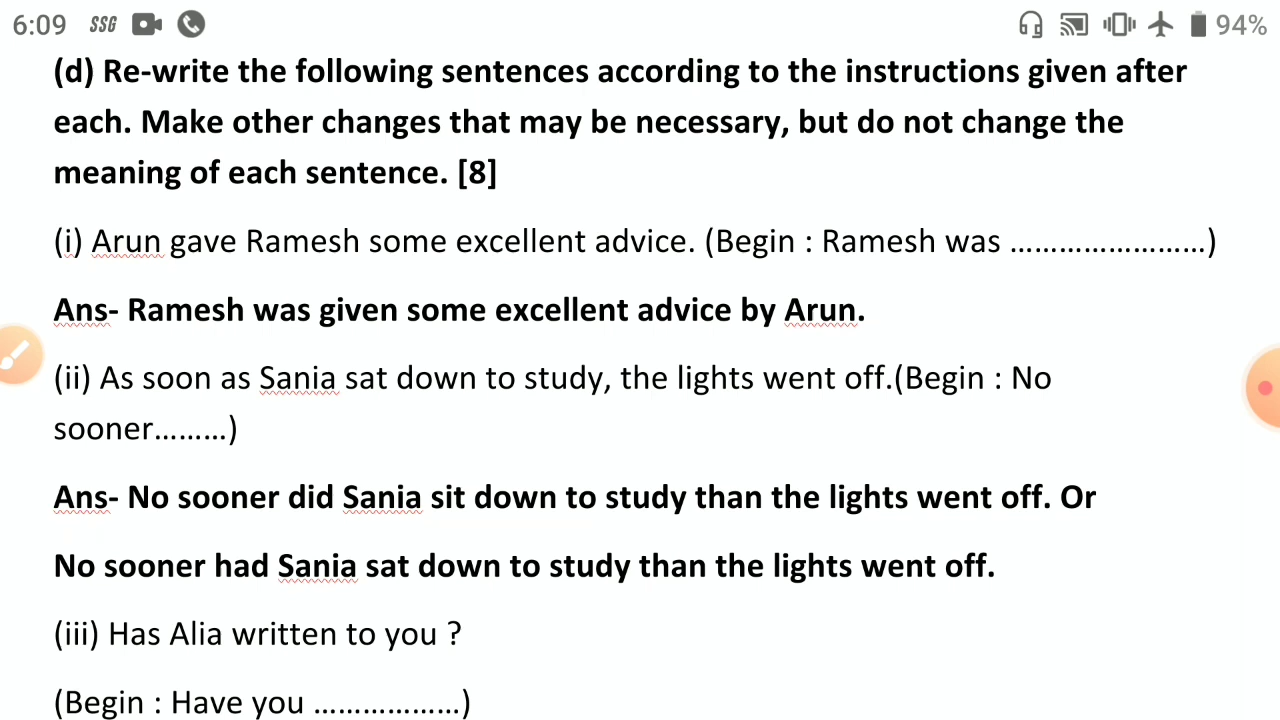 6:09 SSG 94%
(d) Re-write the following sentences according to the instructions given after
each. Make other changes that may be necessary, but do not change the
meaning of each sentence. [8]
(i) Arun gave Ramesh some excellent advice. (Begin : Ramesh was ........................)
Ans- Ramesh was given some excellent advice by Arun.
(ii) As soon as Sania sat down to study, the lights went off.(Begin : No
sooner.........)
Ans- No sooner did Sania sit down to study than the lights went off. Or
No sooner had Sania sat down to study than the lights went off.
(iii) Has Alia written to you ?
(Begin : Have you ..................)